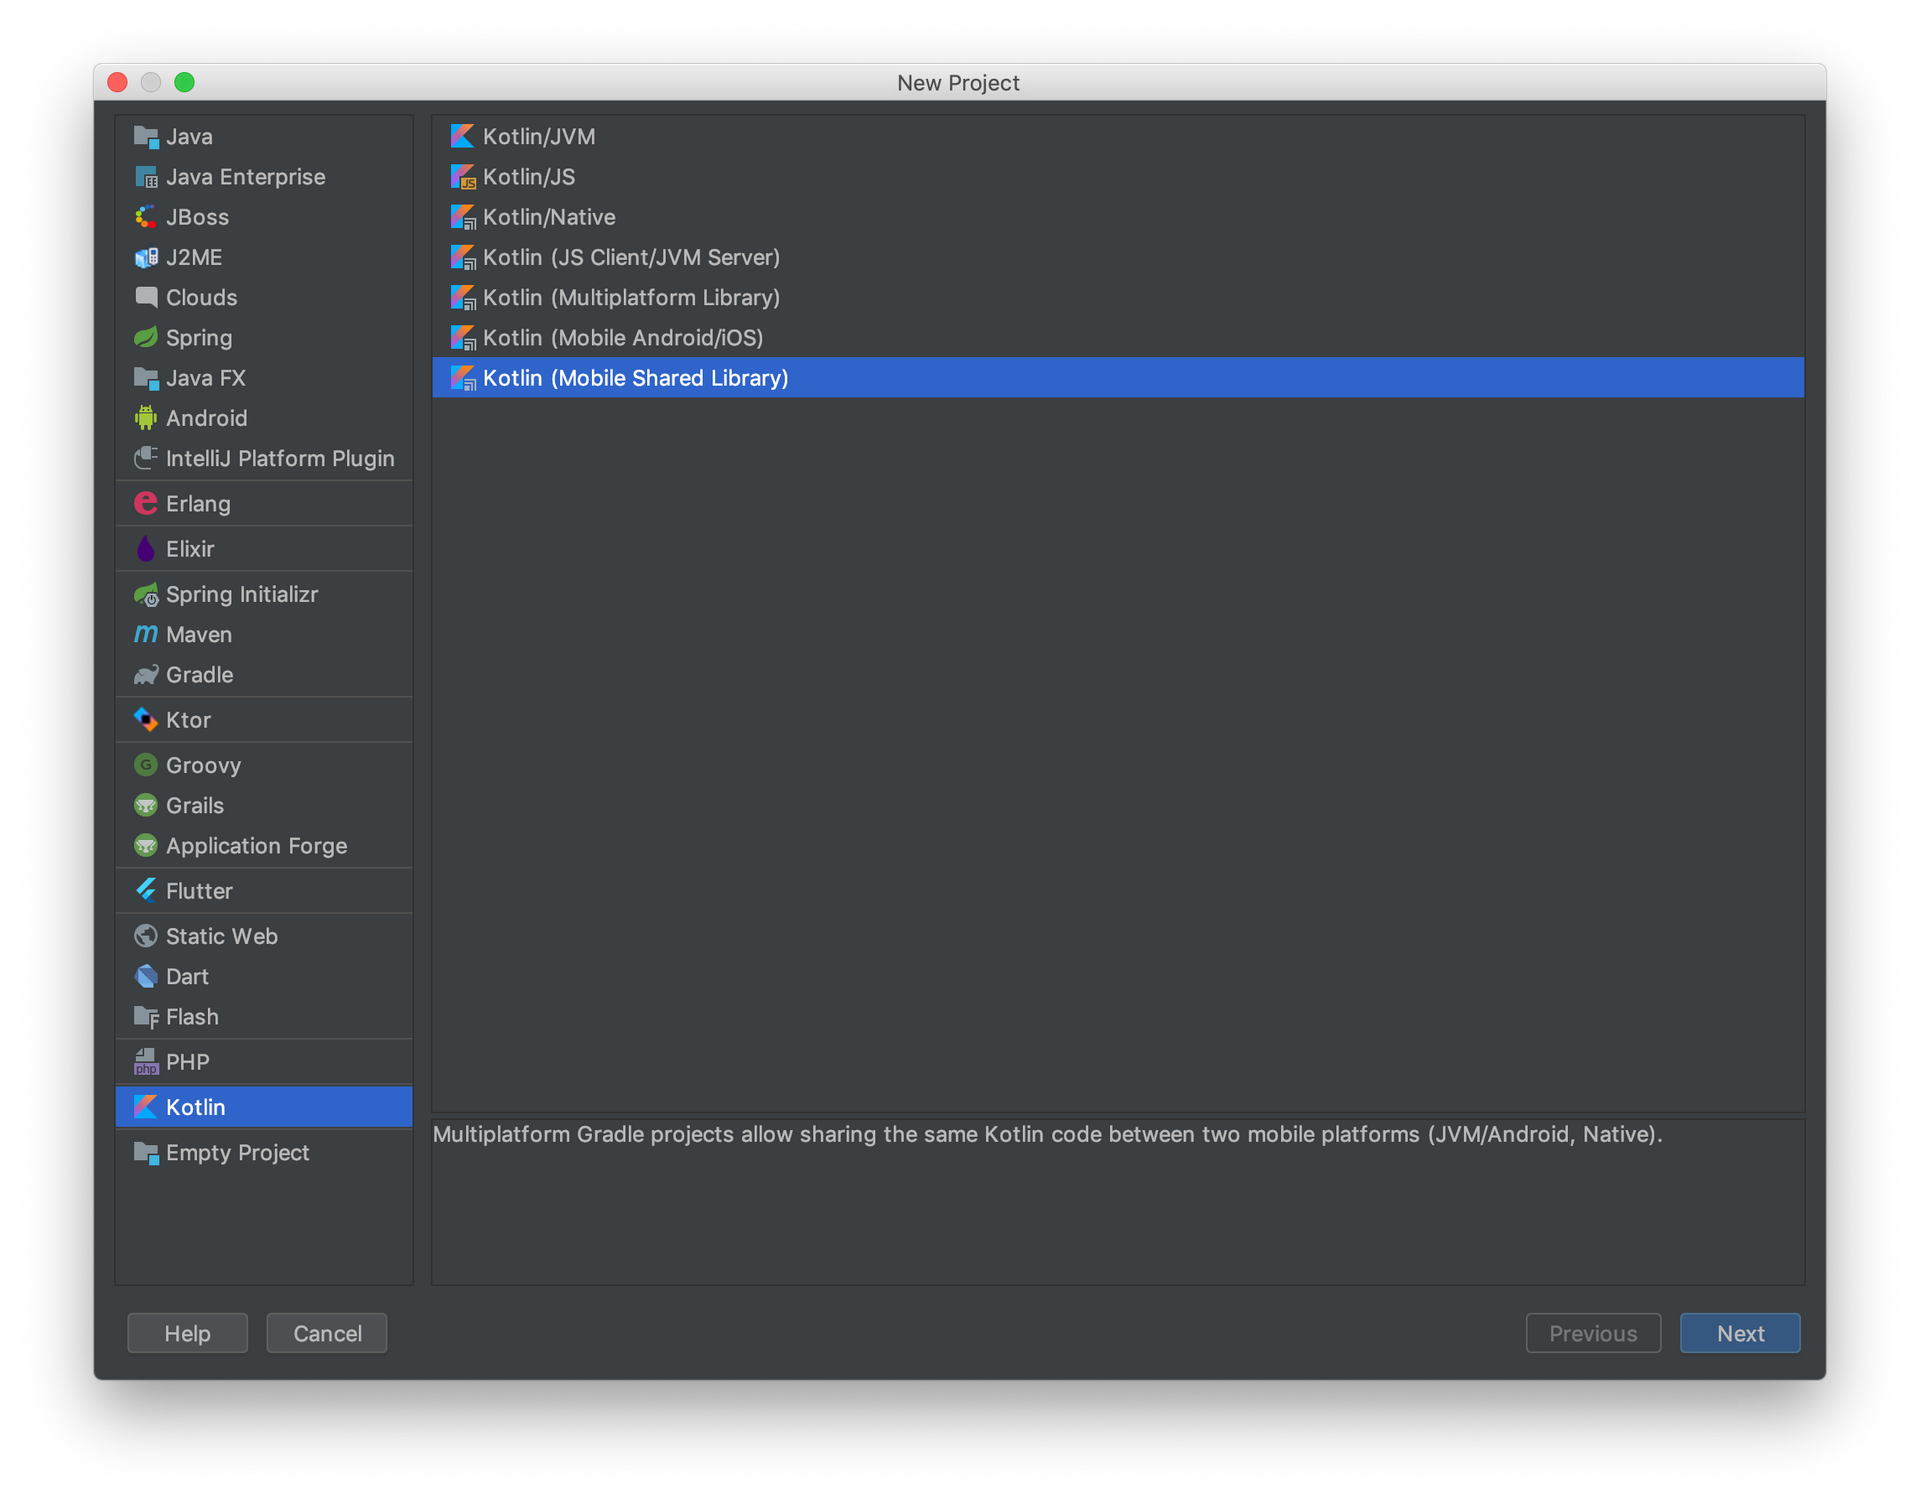 New Project
Java
Java Enterprise
JBoss
J2ME
Clouds
Spring
Java FX
Android
IntelliJ Platform Plugin
Erlang
Elixir
Spring Initializr
Maven
Gradle
Ktor
Groovy
Grails
Application Forge
Flutter
Static Web
Dart
Flash
PHP
Kotlin
Empty Project
Kotlin/JVM
Kotlin/JS
Kotlin/Native
Kotlin (JS Client/JVM Server)
Kotlin (Multiplatform Library)
Kotlin (Mobile Android/iOS)
Kotlin (Mobile Shared Library)
Multiplatform Gradle projects allow sharing the same Kotlin code between two mobile platforms (JVM/Android, Native).
Help
Cancel
Previous
Next